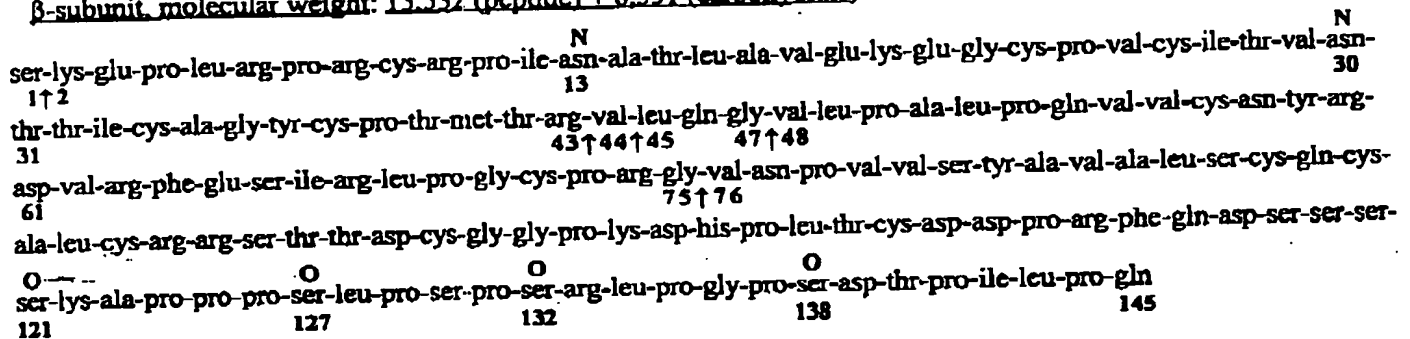 β-subunit, molecular weight: (peptide) +
N N
ser-lys-glu-pro-leu-arg-pro-arg-cys-arg-pro-ile-asn-ala-thr-leu-ala-val-glu-lys-glu-gly-cys-pro-val-cys-ile-thr-val-asn-
1↑2 13 30
thr-thr-ile-cys-ala-gly-tyr-cys-pro-thr-met-thr-arg-val-leu-gln-gly-val-leu-pro-ala-leu-pro-gln-val-val-cys-asn-tyr-arg-
31 43↑44↑45 47↑48
asp-val-arg-phe-glu-ser-ile-arg-leu-pro-gly-cys-pro-arg-gly-val-asn-pro-val-val-ser-tyr-ala-val-ala-leu-ser-cys-gln-cys-
61 75↑76
ala-leu-cys-arg-arg-ser-thr-thr-asp-cys-gly-gly-pro-lys-asp-his-pro-leu-thr-cys-asp-asp-pro-arg-phe-gln-asp-ser-ser-ser-
O O O O
ser-lys-ala-pro-pro-pro-ser-leu-pro-ser-pro-ser-arg-leu-pro-gly-pro-ser-asp-thr-pro-ile-leu-pro-gln
121 127 132 138 145